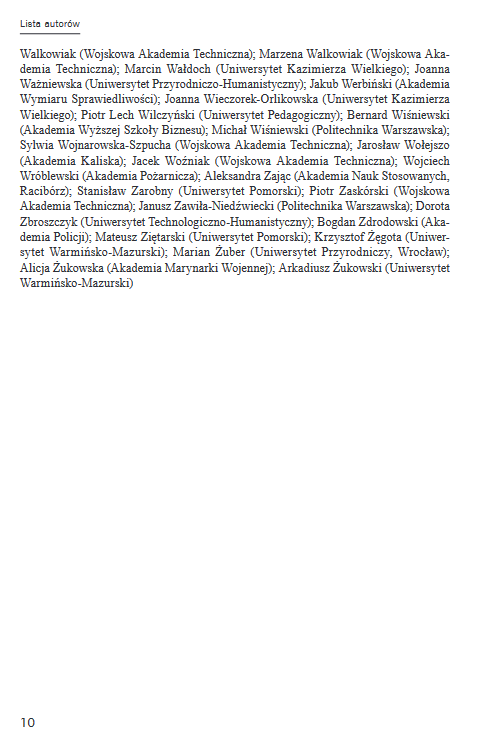 Lista autorów
Walkowiak (Wojskowa Akademia Techniczna); Marzena Walkowiak (Wojskowa Aka-
demia Techniczna); Marcin Wałdoch (Uniwersytet Kazimierza Wielkiego); Joanna
Ważniewska (Uniwersytet Przyrodniczo-Humanistyczny); Jakub Werbiński (Akademia
Wymiaru Sprawiedliwości); Joanna Wieczorek-Orlikowska (Uniwersytet Kazimierza
Wielkiego); Piotr Lech Wilczyński (Uniwersytet Pedagogiczny); Bernard Wiśniewski
(Akademia Wyższej Szkoły Biznesu); Michał Wiśniewski (Politechnika Warszawska);
Sylwia Wojnarowska-Szpucha (Wojskowa Akademia Techniczna); Jarosław Wołejszo
(Akademia Kaliska); Jacek Woźniak (Wojskowa Akademia Techniczna); Wojciech
Wróblewski (Akademia Pożarnicza); Aleksandra Zając (Akademia Nauk Stosowanych,
Racibórz); Stanisław Zarobny (Uniwersytet Pomorski); Piotr Zaskórski (Wojskowa
Akademia Techniczna); Janusz Zawiła-Niedźwiecki (Politechnika Warszawska); Dorota
Zbroszczyk (Uniwersytet Technologiczno-Humanistyczny); Bogdan Zdrodowski (Aka-
demia Policji); Mateusz Ziętarski (Uniwersytet Pomorski); Krzysztof Żęgota (Uniwer-
sytet Warmińsko-Mazurski); Marian Żuber (Uniwersytet Przyrodniczy, Wrocław);
Alicja Żukowska (Akademia Marynarki Wojennej); Arkadiusz Żukowski (Uniwersytet
Warmińsko-Mazurski)
10